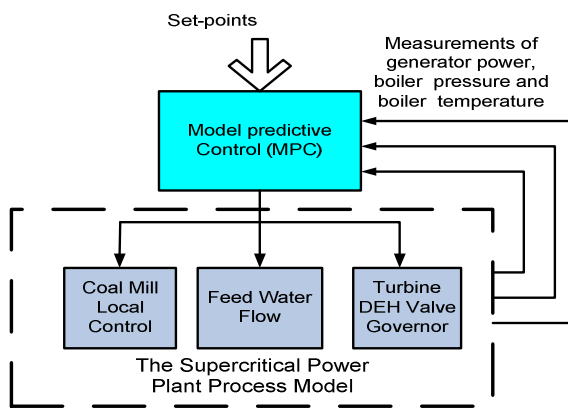 Set-points
Measurements of
generator power,
boiler pressure and
boiler temperature
Model predictive
Control (MPC)
Coal Mill
Local
Control
Feed Water
Flow
Turbine
DEH Valve
Governor
The Supercritical Power
Plant Process Model